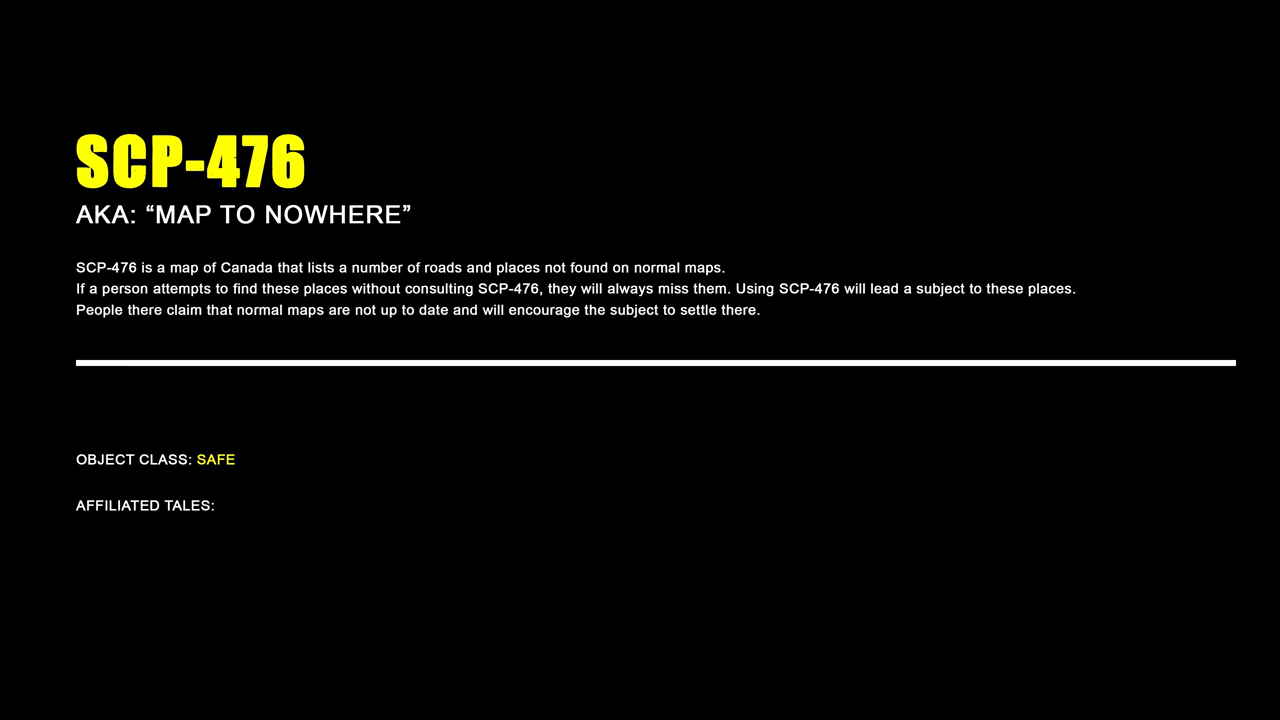 SCP-476
AKA: “MAP TO NOWHERE”
SCP-476 is a map of Canada that lists a number of roads and places not found on normal maps.
If a person attempts to find these places without consulting SCP-476, they will always miss them. Using SCP-476 will lead a subject to these places.
People there claim that normal maps are not up to date and will encourage the subject to settle there.
OBJECT CLASS: SAFE
AFFILIATED TALES: